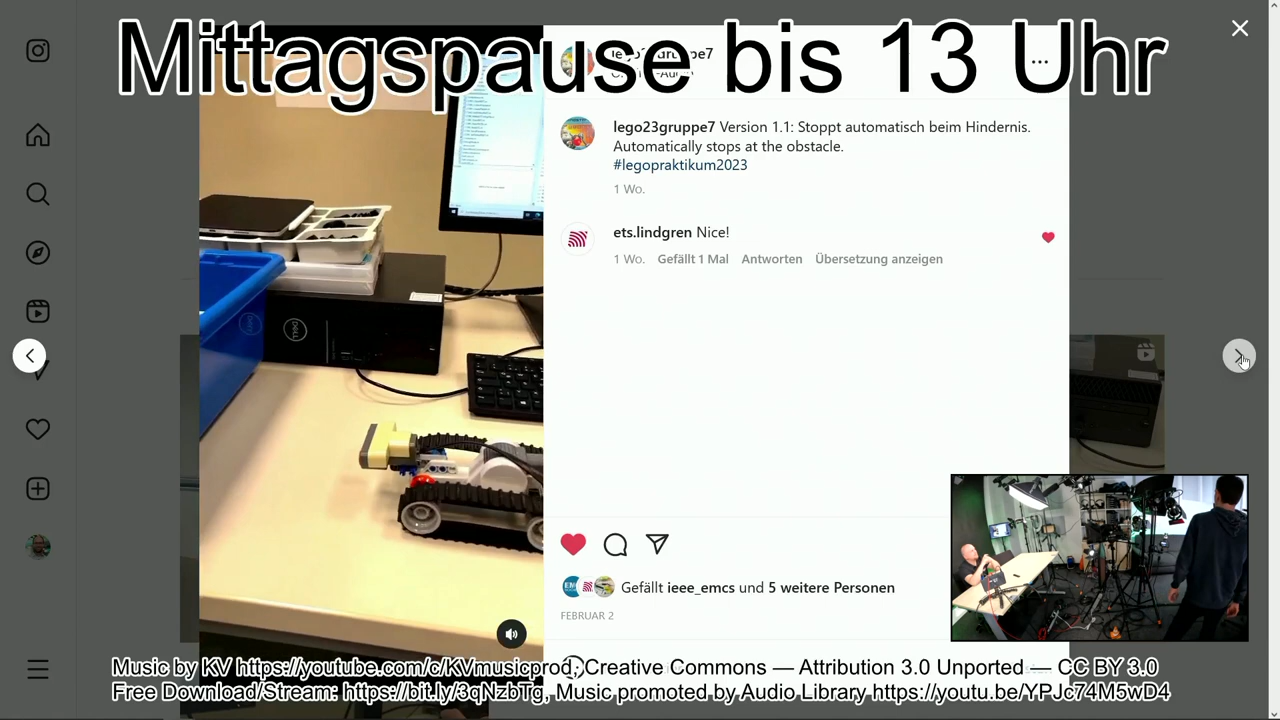 Mittagspause bis 13 Uhr
lego23gruppe7 Version 1.1: Stoppt automatisch beim Hindernis.
Automatically stops at the obstacle.
#legopraktikum2023
1 Wo.
ets.lindgren Nice!
1 Wo. Gefällt 1 Mal Antworten Übersetzung anzeigen
DELL
Gefällt ieee_emcs und 5 weitere Personen
FEBRUAR 2
Music by KV https://youtube.com/c/KVmusicprod; Creative Commons — Attribution 3.0 Unported — CC BY 3.0
Free Download/Stream: https://bit.ly/3qNzbTg, Music promoted by Audio Library https://youtu.be/YPJc74M5wD4